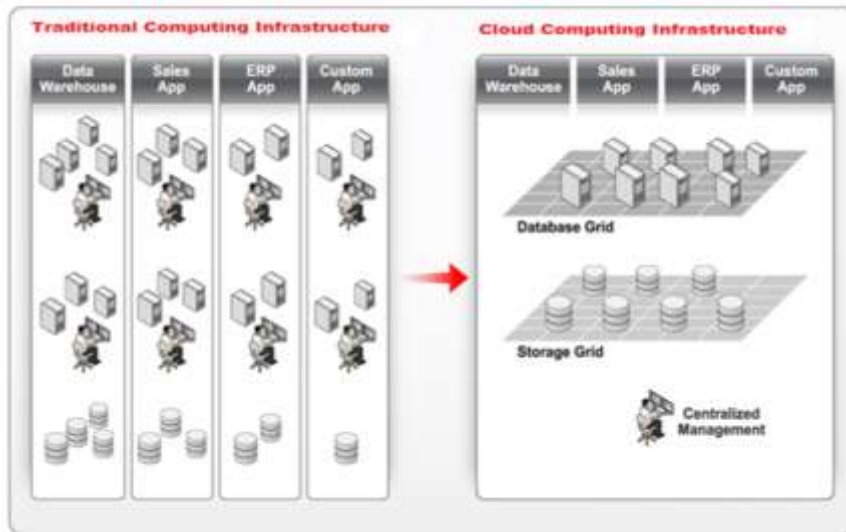 Traditional Computing Infrastructure
Data
Warehouse
Sales
App
ERP
App
Custom
App
Cloud Computing Infrastructure
Data
Warehouse
Sales
App
ERP
App
Custom
App
Database Grid
Storage Grid
Centralized
Management